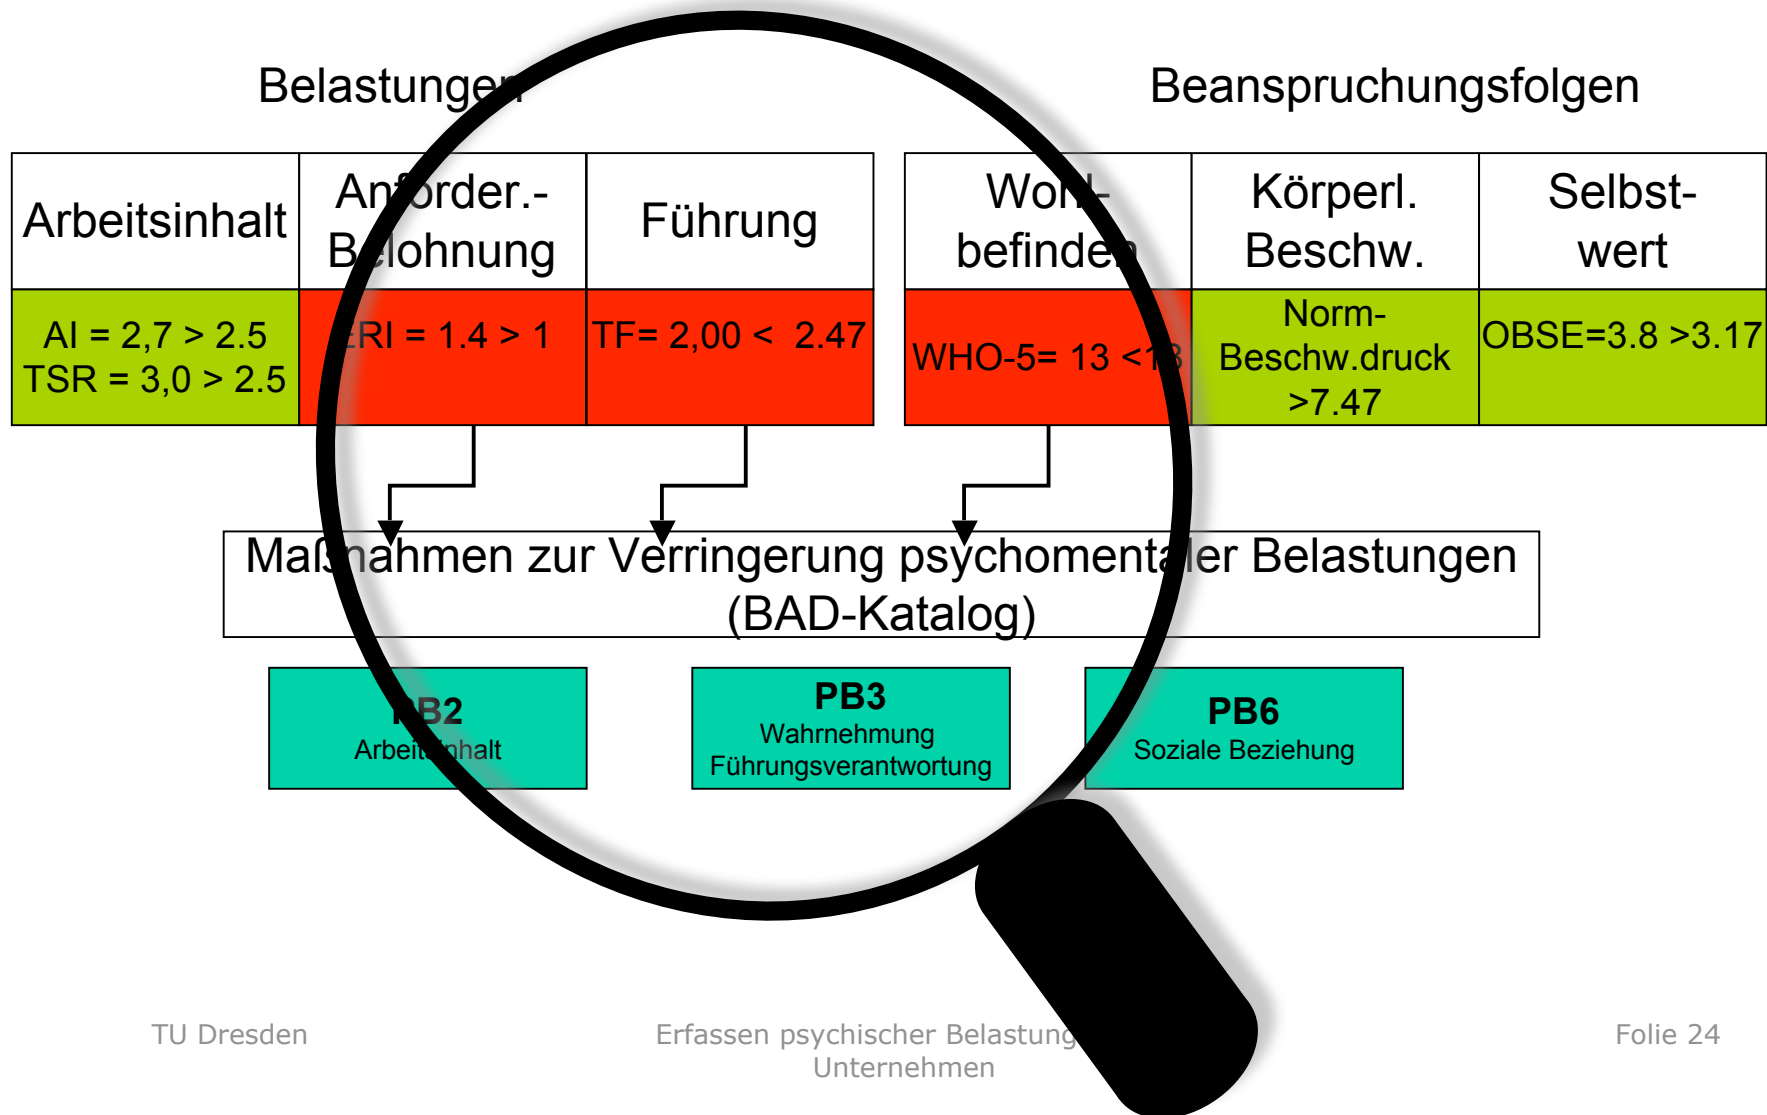 Belastungen
Beanspruchungsfolgen
Arbeitsinhalt
Anforder.-
Belohnung
Führung
Wohl-
befinden
Körperl.
Beschw.
Selbst-
wert
AI = 2,7 > 2.5
TSR = 3,0 > 2.5
ERI = 1.4 > 1
TF= 2,00 < 2.47
WHO-5= 13 <13
Norm-
Beschw.druck
>7.47
OBSE=3.8 >3.17
Maßnahmen zur Verringerung psychomentaler Belastungen
(BAD-Katalog)
PB2
Arbeitsinhalt
PB3
Wahrnehmung
Führungsverantwortung
PB6
Soziale Beziehung
TU Dresden
Erfassen psychischer Belastung
Unternehmen
Folie 24